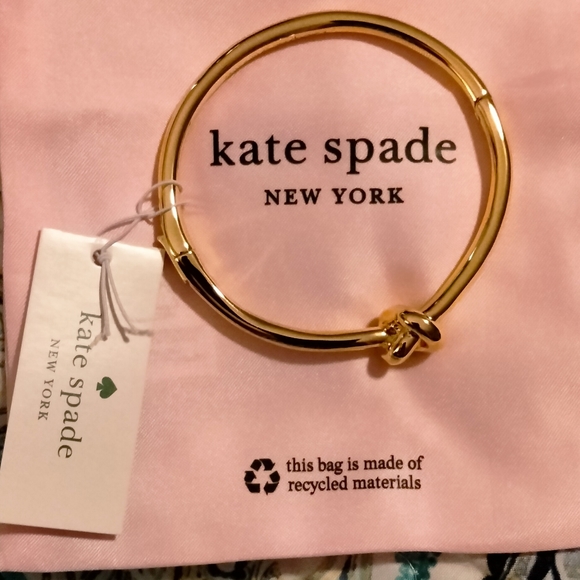 kate spade
NEW YORK
kate spade
NEW YORK
this bag is made of
recycled materials